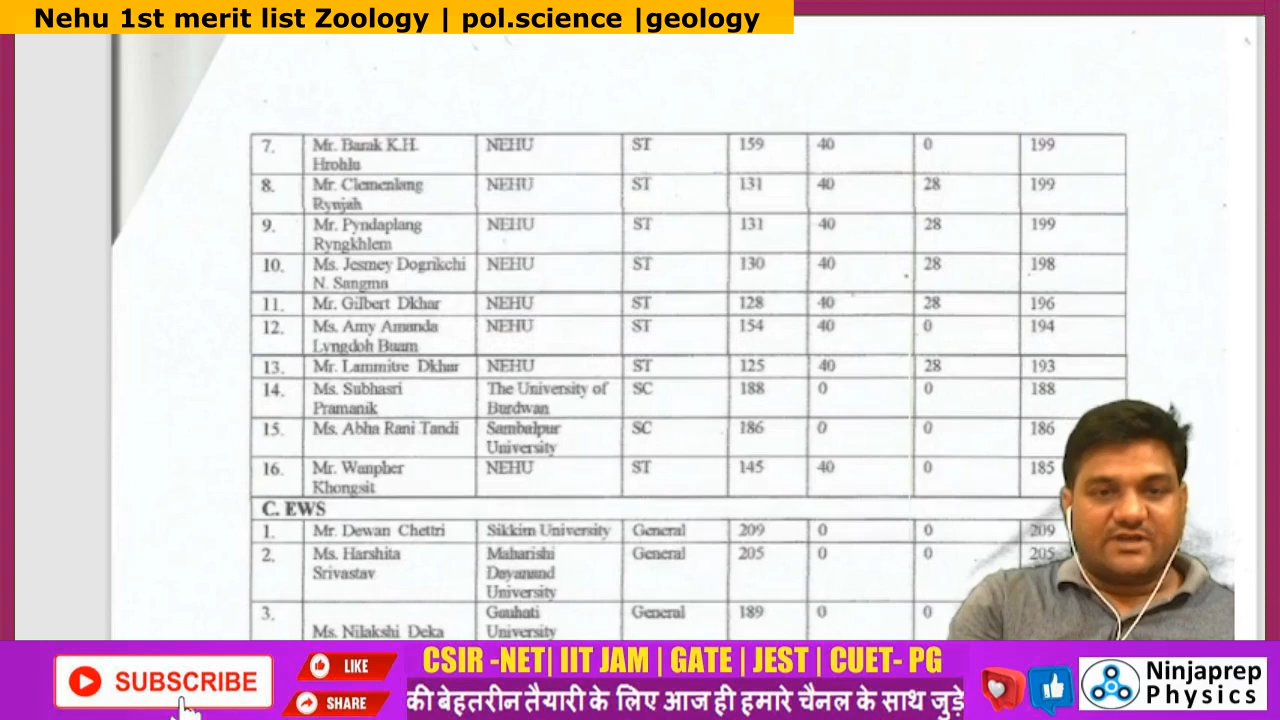 Nehu 1st merit list Zoology | pol.science |geology
7. Mr. Barak K.H. NEHU ST 159 40 0 199
Hrohlu
8. Mr. Clemenlang NEHU ST 131 40 28 199
Rynjah
9. Mr. Pyndaplang NEHU ST 131 40 28 199
Ryngkhlem
10. Ms. Jesmey Dogrikchi NEHU ST 130 40 28 198
N. Sangma
11. Mr. Gilbert Dkhar NEHU ST 128 40 28 196
12. Ms. Amy Amanda NEHU ST 154 40 0 194
Lyngdoh Buam
13. Mr. Lammitre Dkhar NEHU ST 125 40 28 193
14. Ms. Subhasri The University of SC 188 0 0 188
Pramanik Burdwan
15. Ms. Abha Rani Tandi Sambalpur SC 186 0 0 186
University
16. Mr. Wanpher NEHU ST 145 40 0 185
Khongsit
C. EWS
1. Mr. Dewan Chettri Sikkim University General 209 0 0 209
2. Ms. Harshita Maharishi General 205 0 0 205
Srivastav Dayanand
University
3. Gauhati General 189 0 0
Ms. Nilakshi Deka University
SUBSCRIBE
LIKE
SHARE
CSIR -NET| IIT JAM | GATE | JEST | CUET- PG
की बेहतरीन तैयारी के लिए आज ही हमारे चैनल के साथ जुड़े
Ninjaprep
Physics